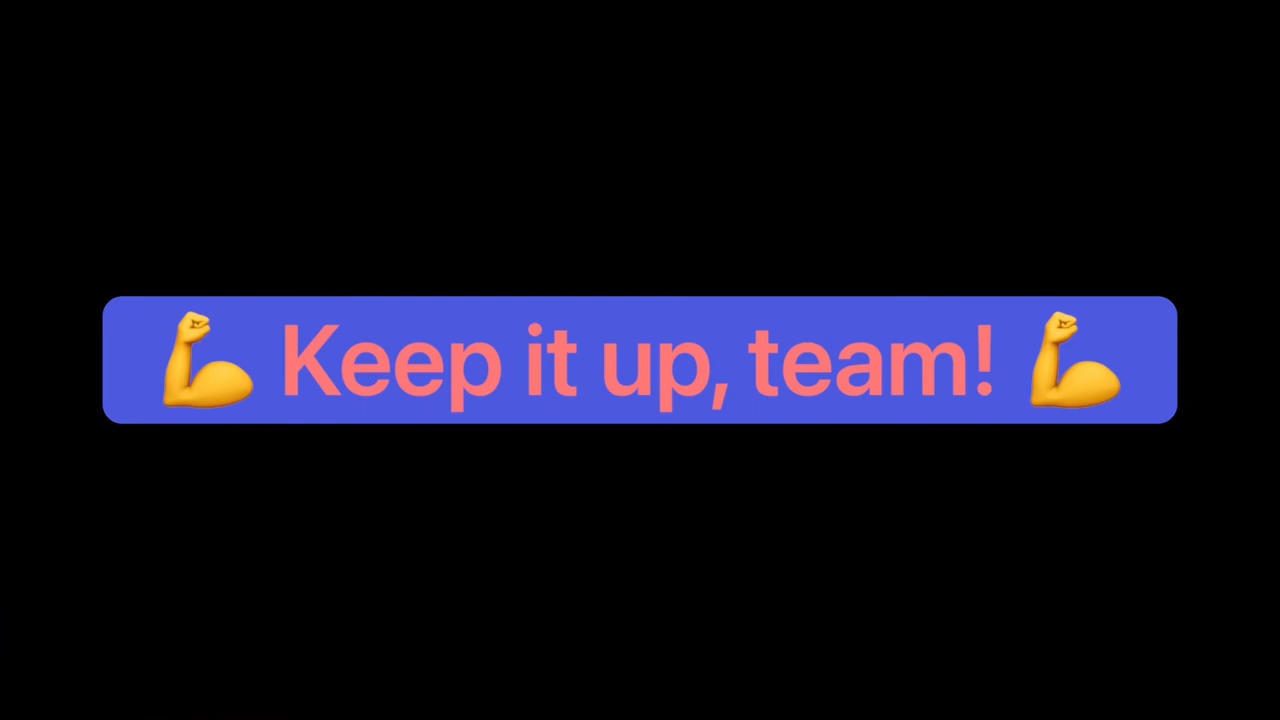 💪 Keep it up, team! 💪